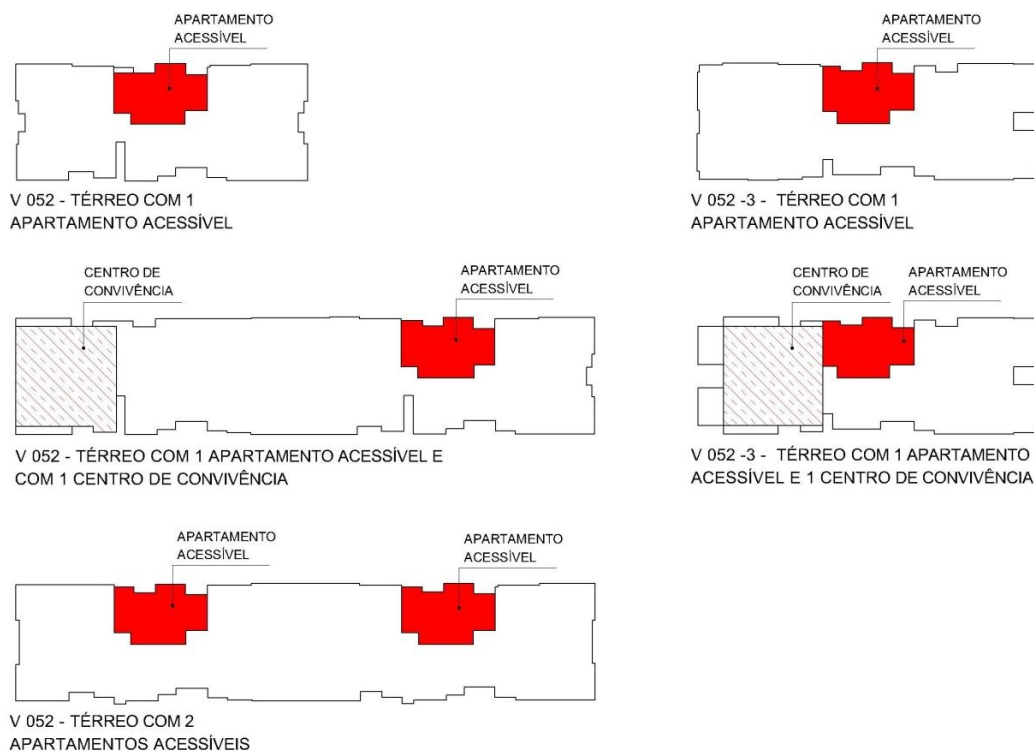 APARTAMENTO
ACESSÍVEL
V 052 - TÉRREO COM 1
APARTAMENTO ACESSÍVEL
APARTAMENTO
ACESSÍVEL
V 052 -3 - TÉRREO COM 1
APARTAMENTO ACESSÍVEL
CENTRO DE
CONVIVÊNCIA
APARTAMENTO
ACESSÍVEL
V 052 - TÉRREO COM 1 APARTAMENTO ACESSÍVEL E
COM 1 CENTRO DE CONVIVÊNCIA
CENTRO DE
CONVIVÊNCIA
APARTAMENTO
ACESSÍVEL
V 052 -3 - TÉRREO COM 1 APARTAMENTO
ACESSÍVEL E 1 CENTRO DE CONVIVÊNCIA
APARTAMENTO
ACESSÍVEL
APARTAMENTO
ACESSÍVEL
V 052 - TÉRREO COM 2
APARTAMENTOS ACESSÍVEIS